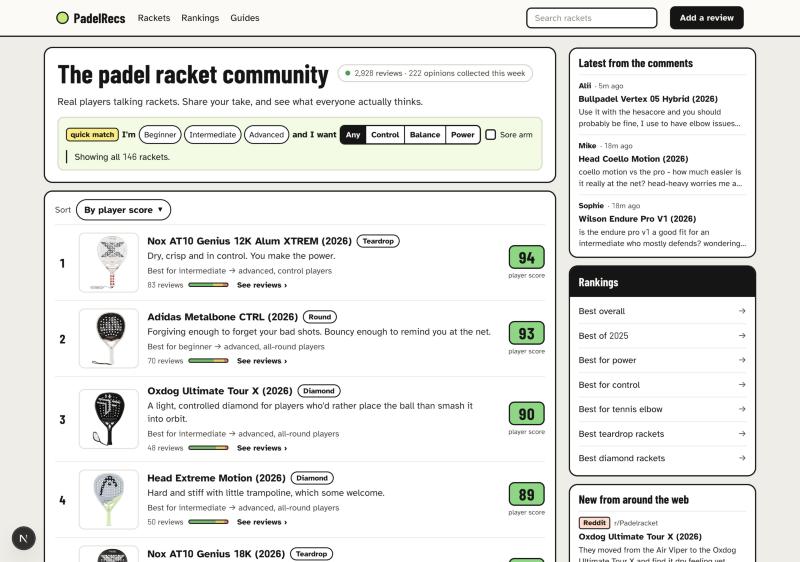 PadelRecs
Rackets
Rankings
Guides
Search rackets
Add a review
The padel racket community
2,928 reviews · 222 opinions collected this week
Real players talking rackets. Share your take, and see what everyone actually thinks.
quick match I'm Beginner Intermediate Advanced and I want Any Control Balance Power Sore arm
Showing all 146 rackets.
Sort By player score ▼
1
Nox AT10 Genius 12K Alum XTREM (2026) Teardrop
Dry, crisp and in control. You make the power.
Best for intermediate → advanced, control players
83 reviews See reviews ›
94
player score
2
Adidas Metalbone CTRL (2026) Round
Forgiving enough to forget your bad shots. Bouncy enough to remind you at the net.
Best for beginner → advanced, all-round players
70 reviews See reviews ›
93
player score
3
Oxdog Ultimate Tour X (2026) Diamond
A light, controlled diamond for players who'd rather place the ball than smash it
into orbit.
Best for intermediate → advanced, all-round players
48 reviews See reviews ›
90
player score
4
Head Extreme Motion (2026) Diamond
Hard and stiff with little trampoline, which some welcome.
Best for intermediate → advanced, all-round players
50 reviews See reviews ›
89
player score
Nox AT10 Genius 18K (2026) Teardrop
Latest from the comments
Alii · 5m ago
Bullpadel Vertex 05 Hybrid (2026)
Use it with the hesacore and you should
probably be fine, I use to have elbow issues...
Mike · 18m ago
Head Coello Motion (2026)
coello motion vs the pro - how much easier is
it really at the net? head-heavy worries me a...
Sophie · 18m ago
Wilson Endure Pro V1 (2026)
is the endure pro v1 a good fit for an
intermediate who mostly defends? wondering...
Rankings
Best overall →
Best of 2025 →
Best for power →
Best for control →
Best for tennis elbow →
Best teardrop rackets →
Best diamond rackets →
New from around the web
Reddit r/Padelracket
Oxdog Ultimate Tour X (2026)
They moved from the Air Viper to the Oxdog
Ultimate Tour X and find it dry feeling yet
N